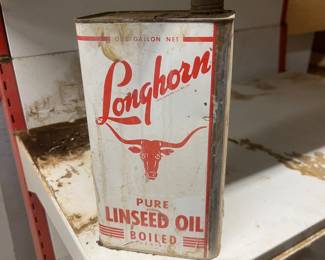 ONE GALLON NET
Longhorn
PURE
LINSEED OIL
BOILED